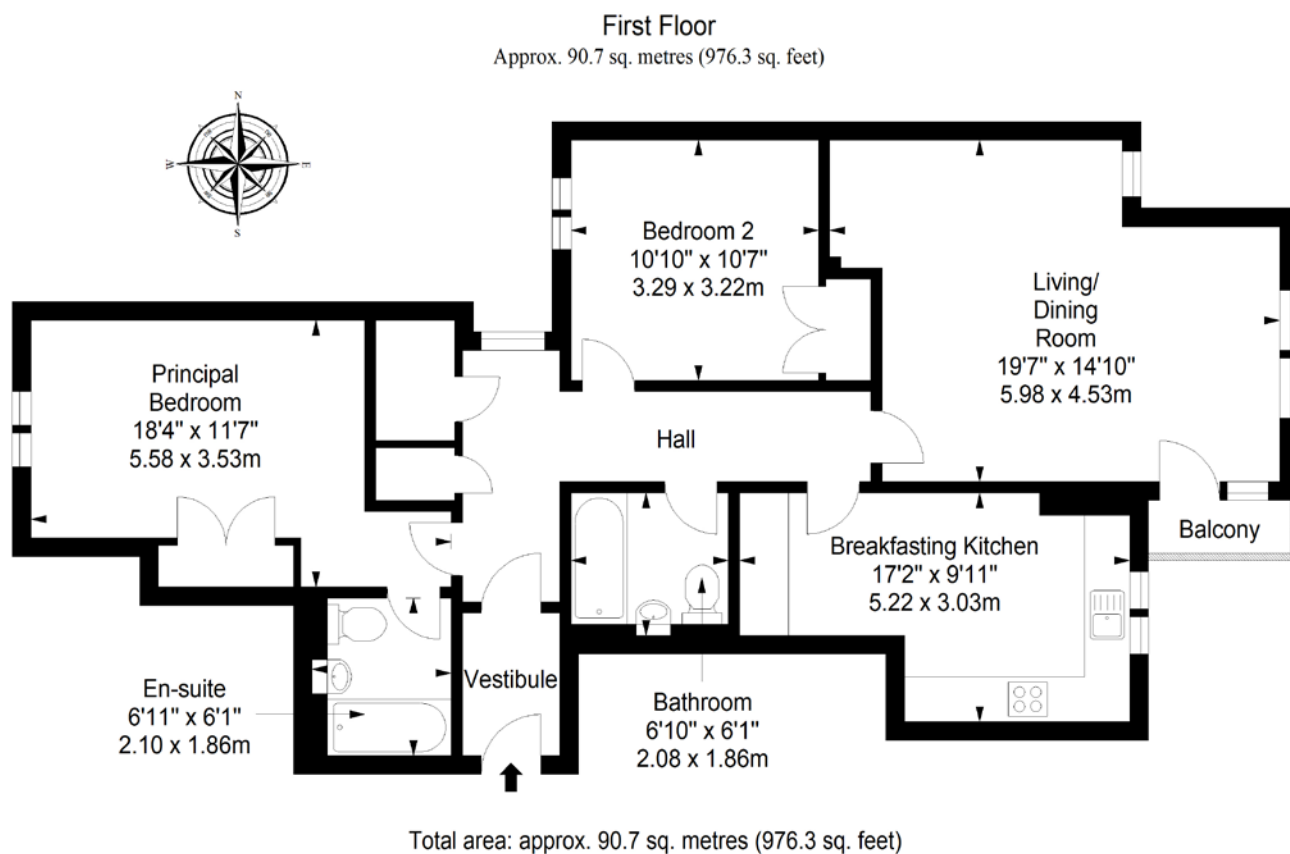 First Floor
Approx. 90.7 sq. metres (976.3 sq. feet)
N
W
E
S
Bedroom 2
10'10" x 10'7"
3.29 x 3.22m
Living/
Dining
Room
19'7" x 14'10"
5.98 x 4.53m
Principal
Bedroom
18'4" x 11'7"
5.58 x 3.53m
Hall
Balcony
Breakfasting Kitchen
17'2" x 9'11"
5.22 x 3.03m
Vestibule
En-suite
6'11" x 6'1"
2.10 x 1.86m
Bathroom
6'10" x 6'1"
2.08 x 1.86m
Total area: approx. 90.7 sq. metres (976.3 sq. feet)